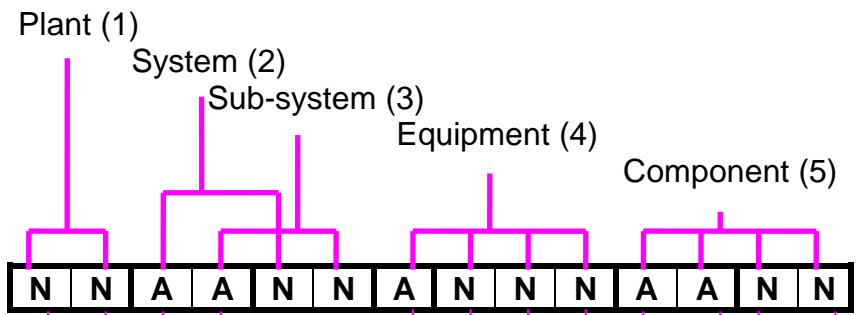 Plant (1)
System (2)
Sub-system (3)
Equipment (4)
Component (5)
N N A A N N A N N N A A N N